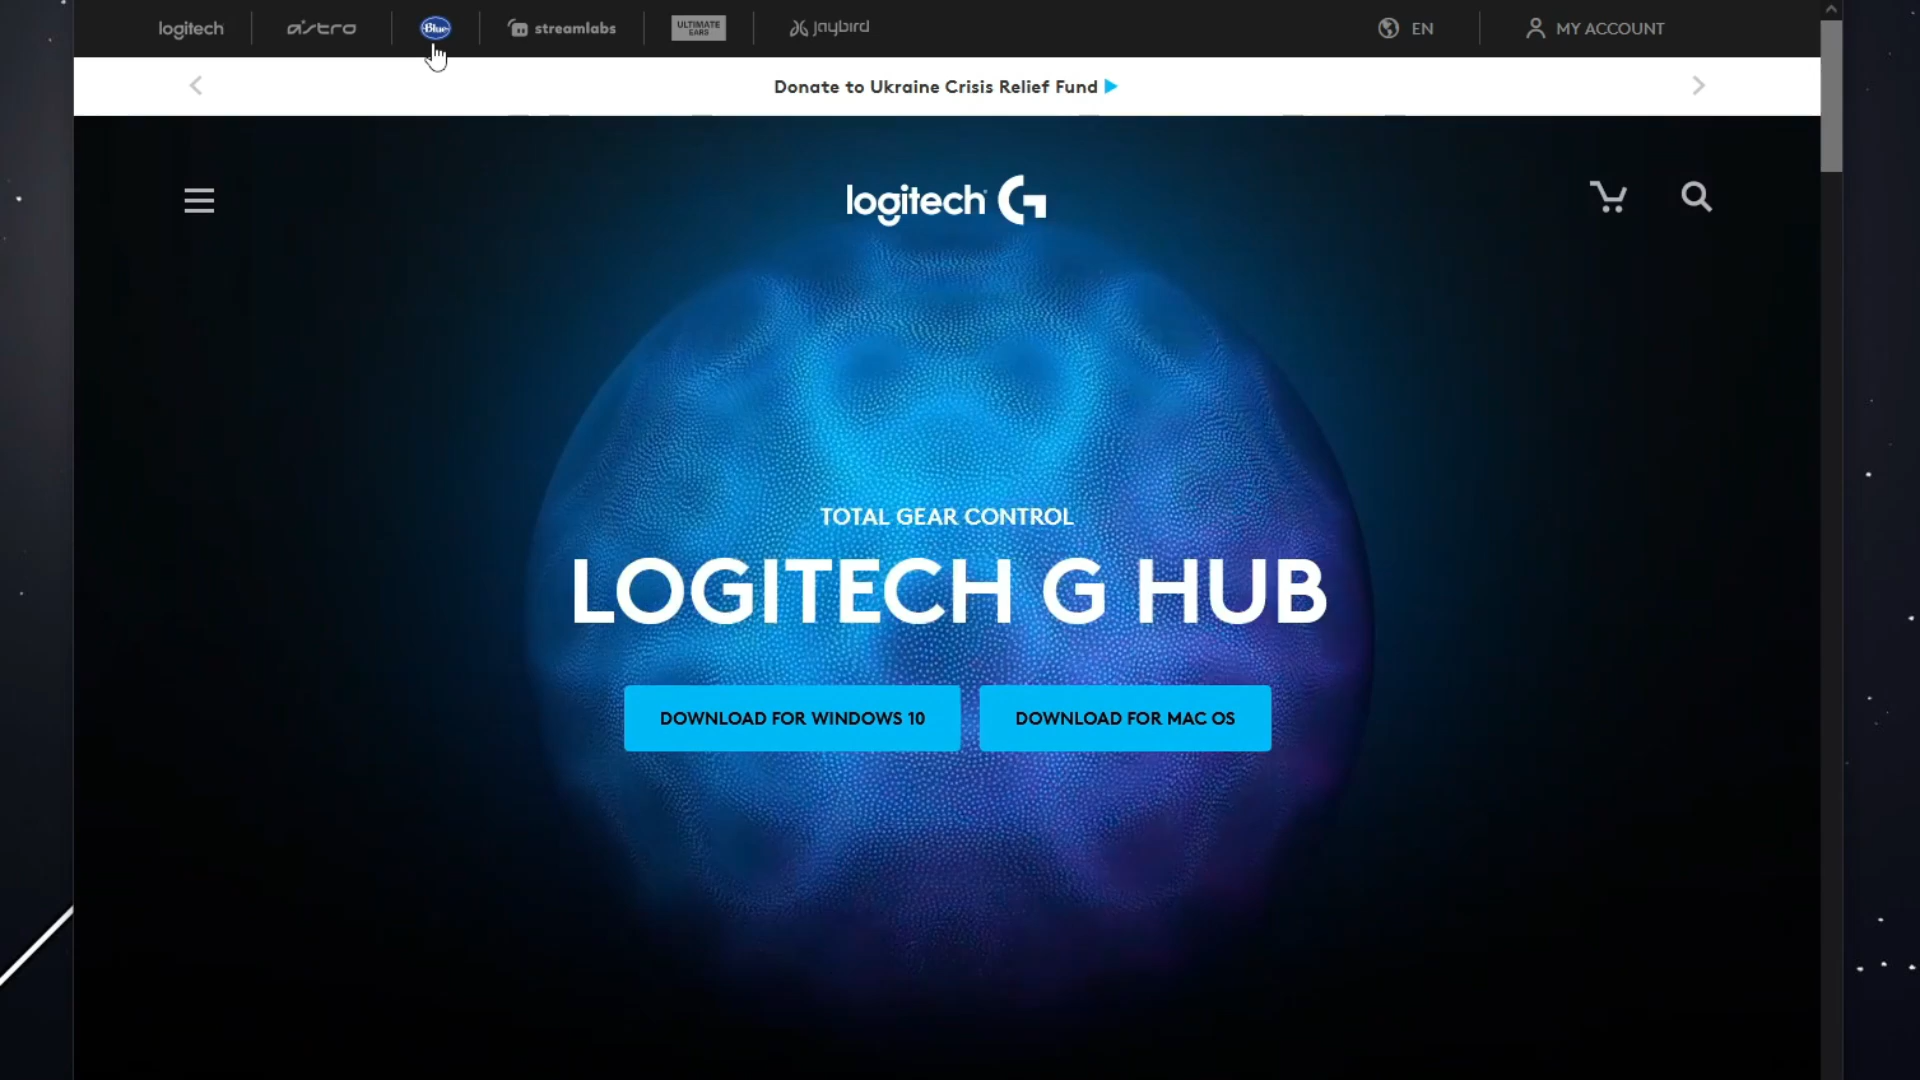 logitech
astro
Blue
streamlabs
ULTIMATE
EARS
jaybird
EN
MY ACCOUNT
Donate to Ukraine Crisis Relief Fund
logitech G
TOTAL GEAR CONTROL
LOGITECH G HUB
DOWNLOAD FOR WINDOWS 10
DOWNLOAD FOR MAC OS